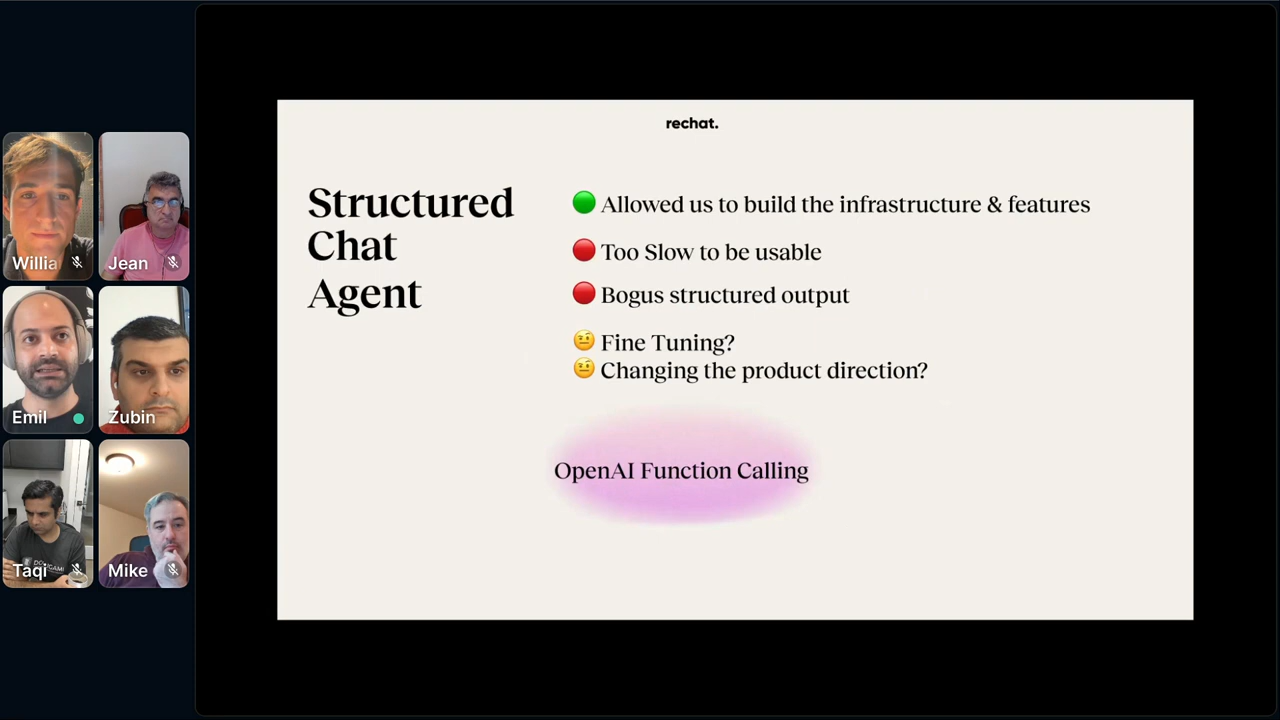 rechat.
Structured
Chat
Agent
Allowed us to build the infrastructure & features
Too Slow to be usable
Bogus structured output
Fine Tuning?
Changing the product direction?
OpenAI Function Calling
Willia
Jean
Emil
Zubin
Taqi
Mike